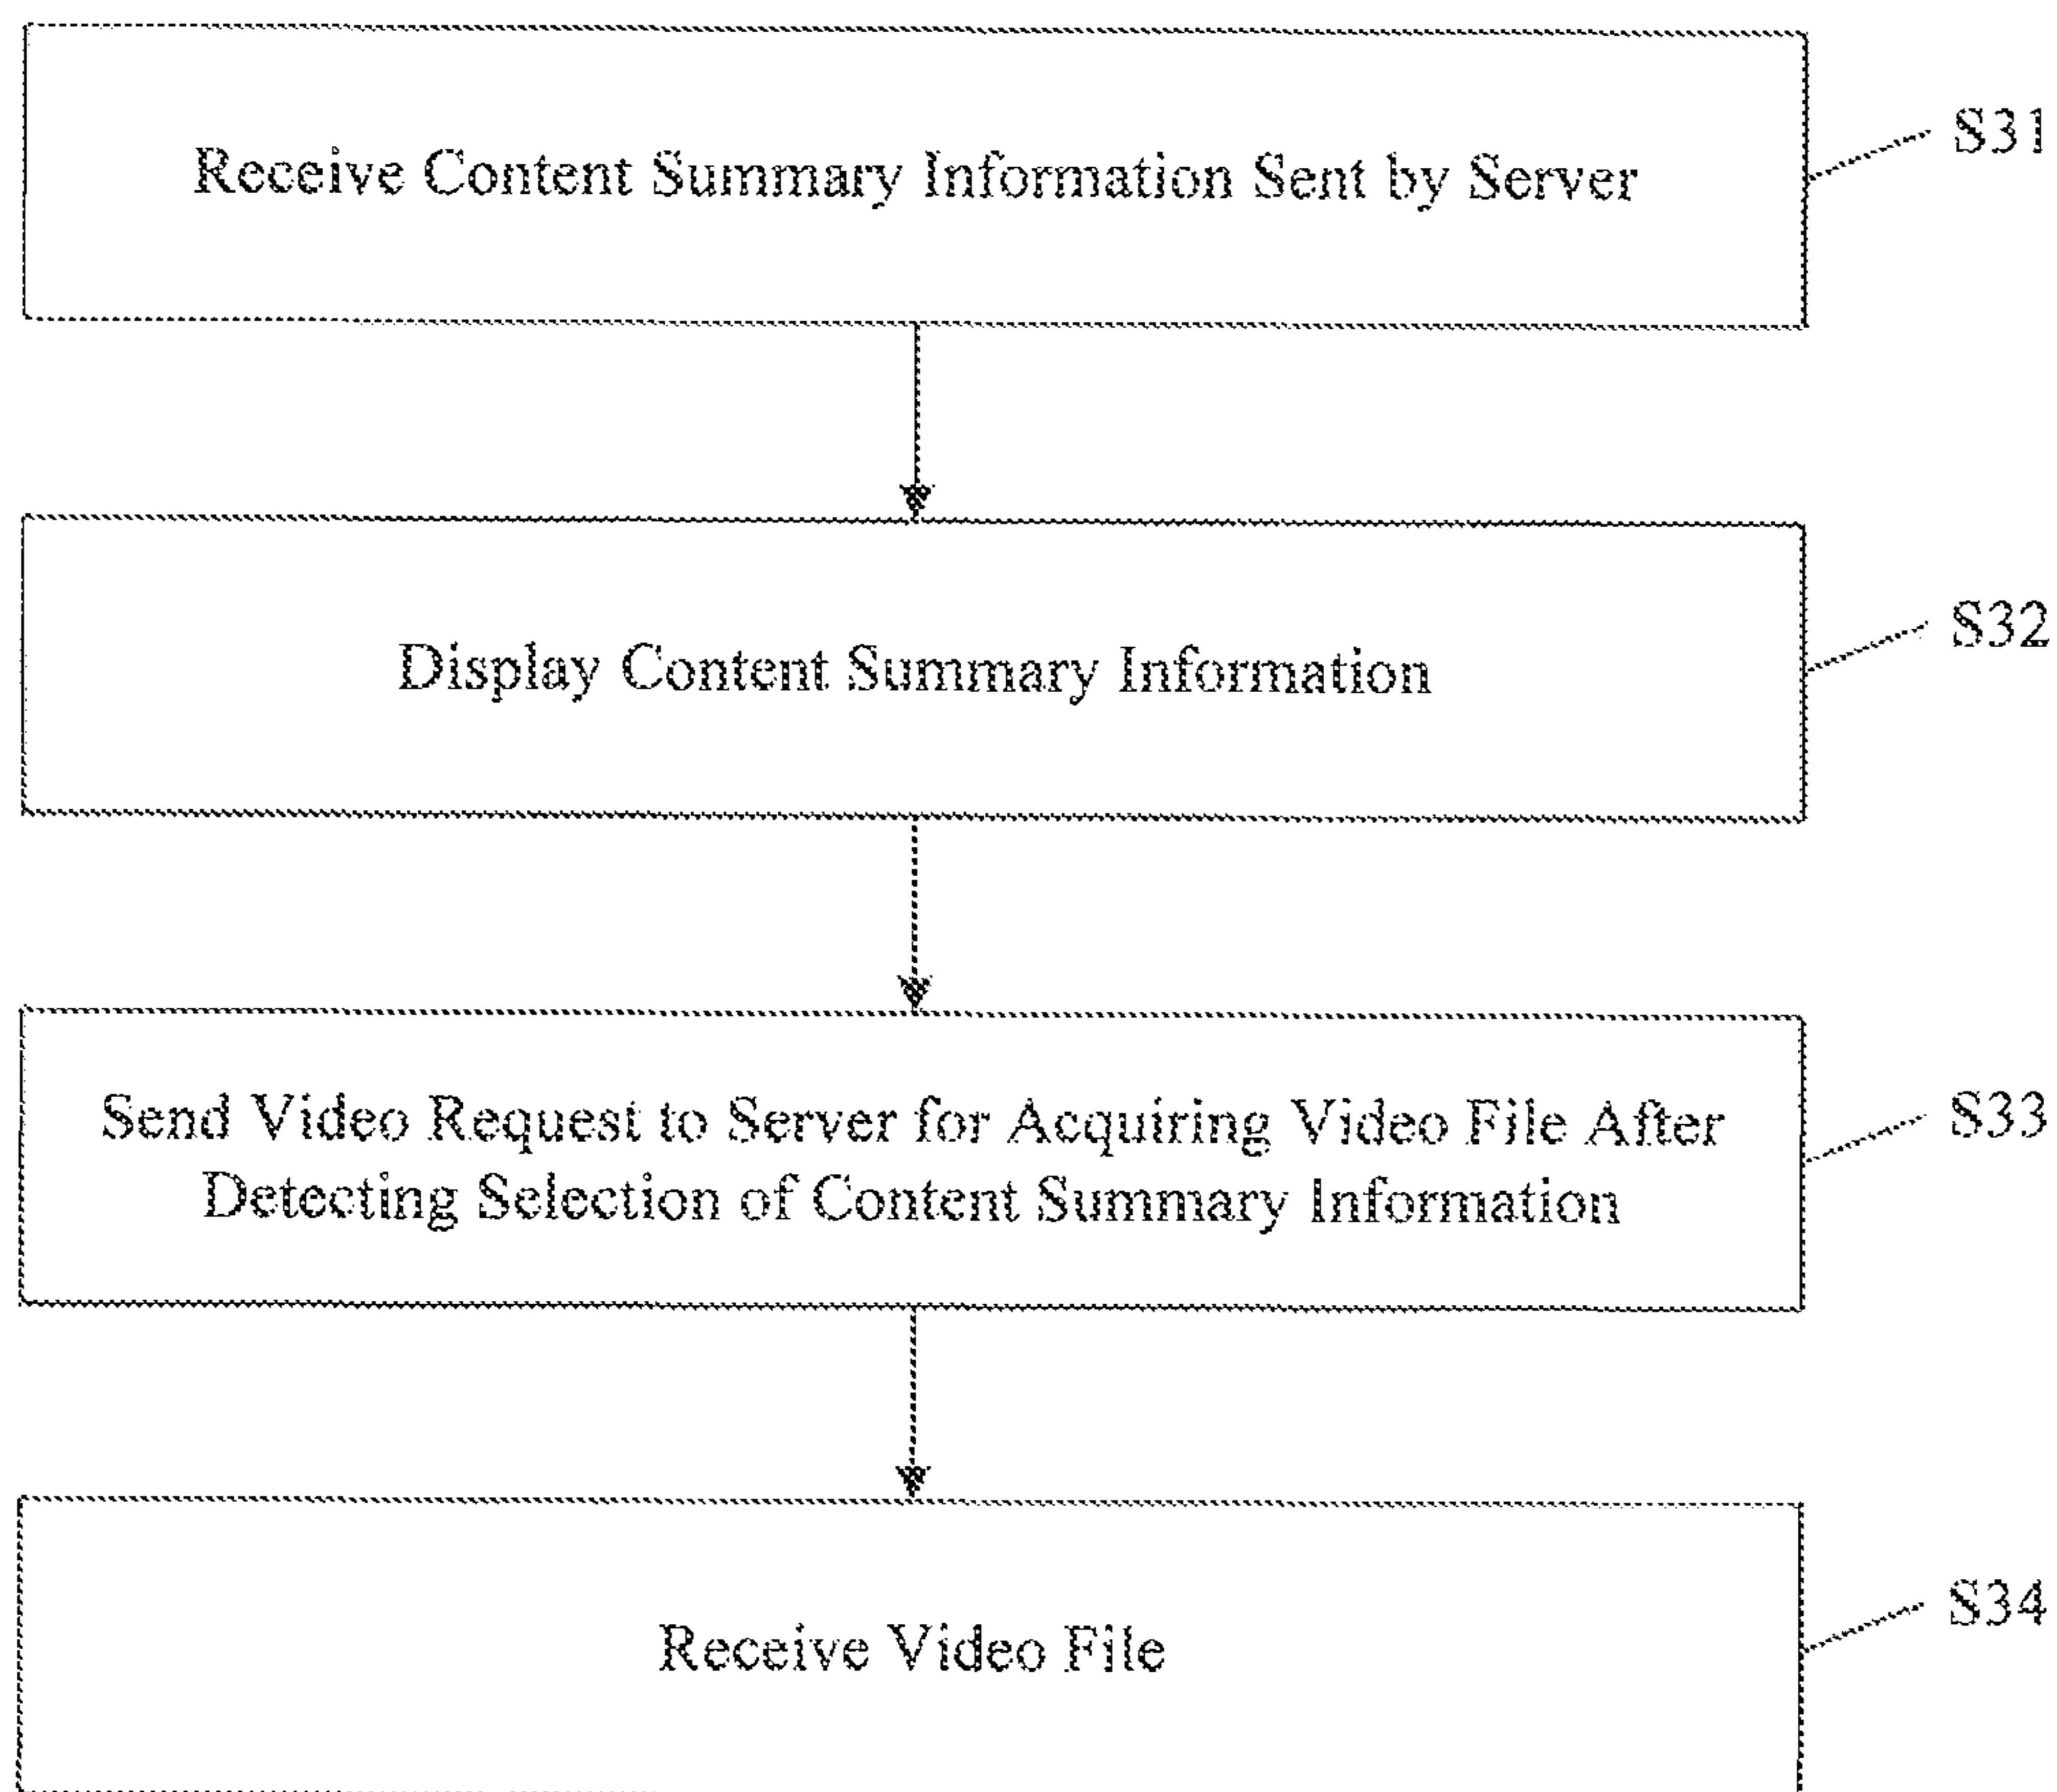 Receive Content Summary Information Sent by Server
S31
Display Content Summary Information
S32
Send Video Request to Server for Acquiring Video File After
Detecting Selection of Content Summary Information
S33
Receive Video File
S34